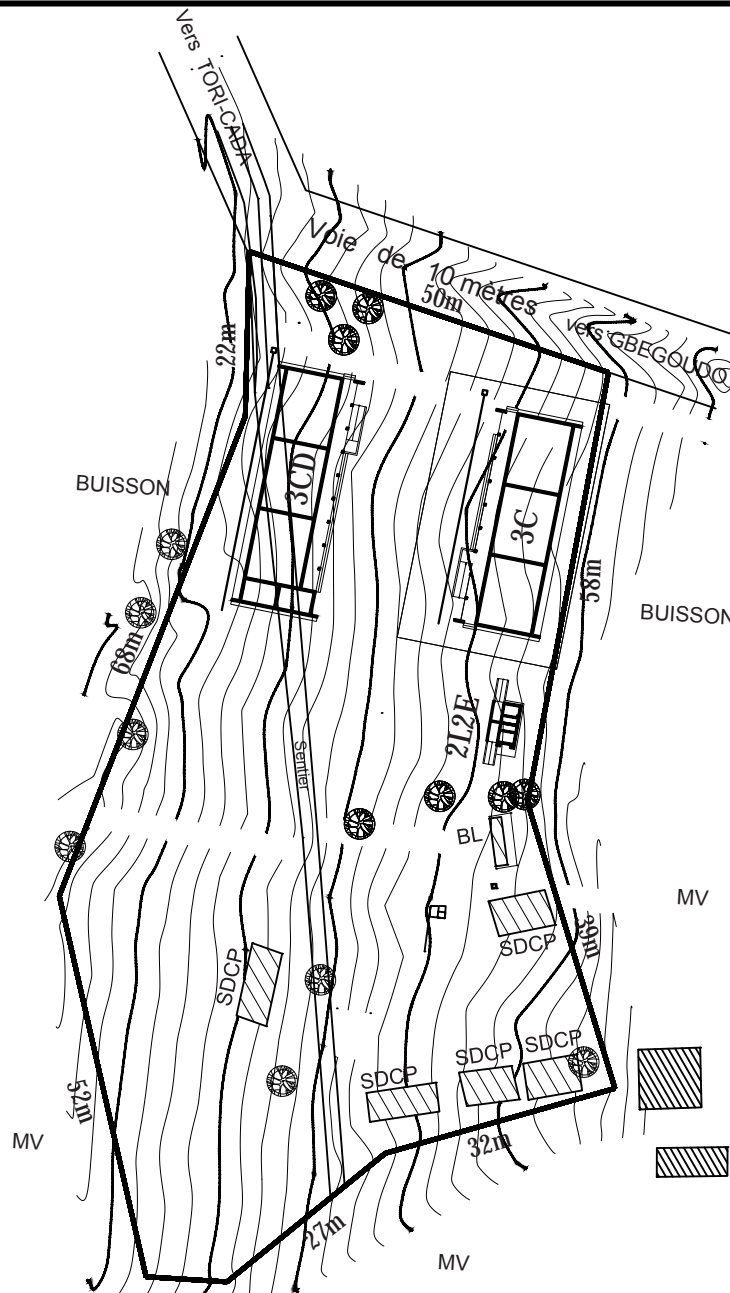 Vers TORI-CADA
Voie de 10 mètres
50m
vers GBEGOUDO
22m
BUISSON
3CD
3C
58m
BUISSON
68m
2L2E
Sentier
BL
MV
SDCP
39m
SDCP
SDCP
SDCP
SDCP
52m
MV
32m
27m
MV